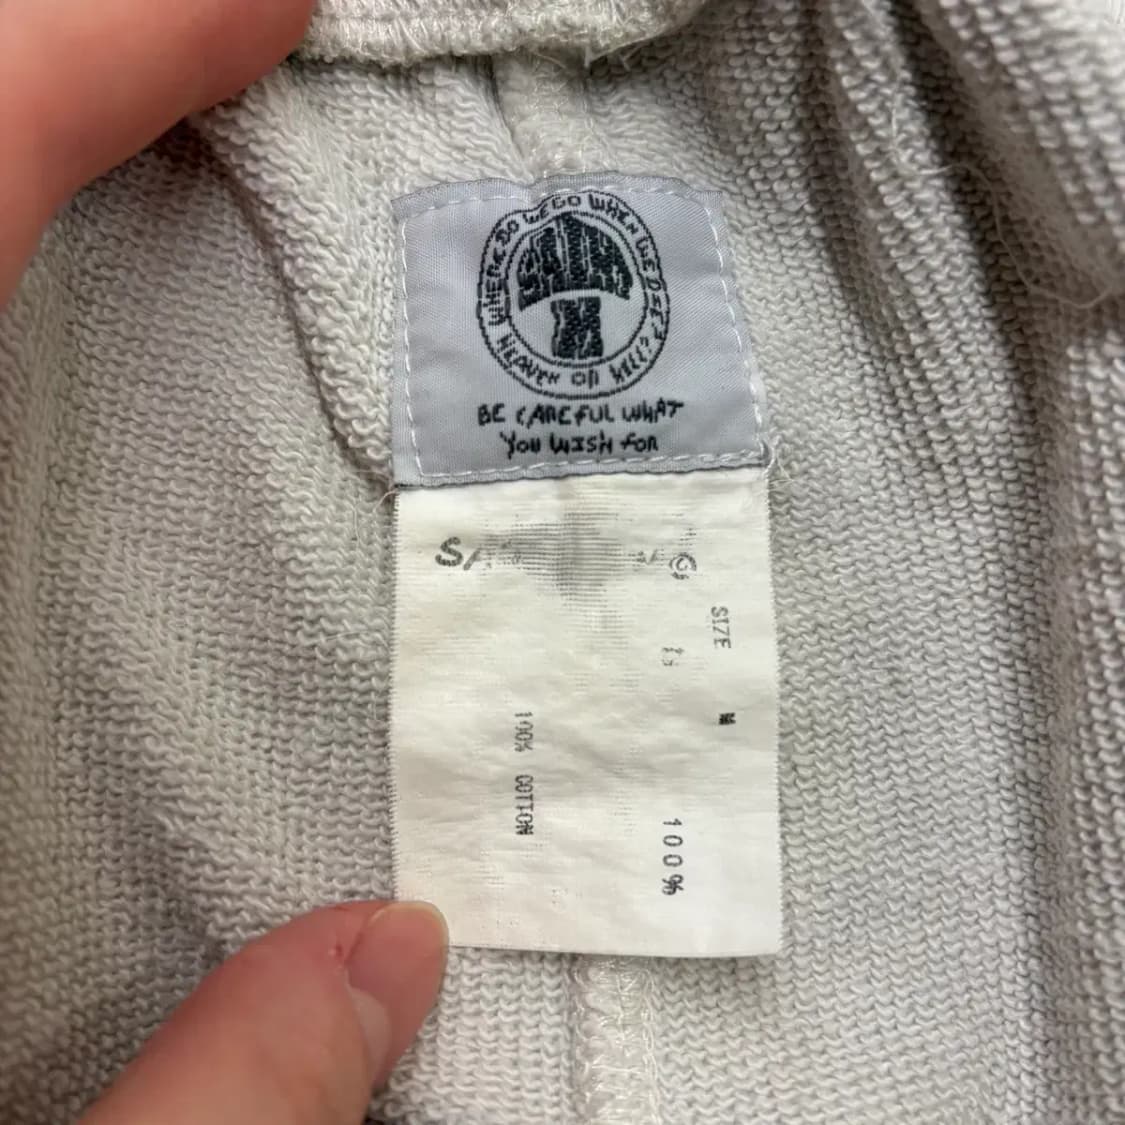 WHERE DO WE GO WHEN WE DIE?
HEAVEN OR HELL?
SAINT
M
BE CAREFUL WHAT
YOU WISH FOR
SIZE M
100%
100% COTTON